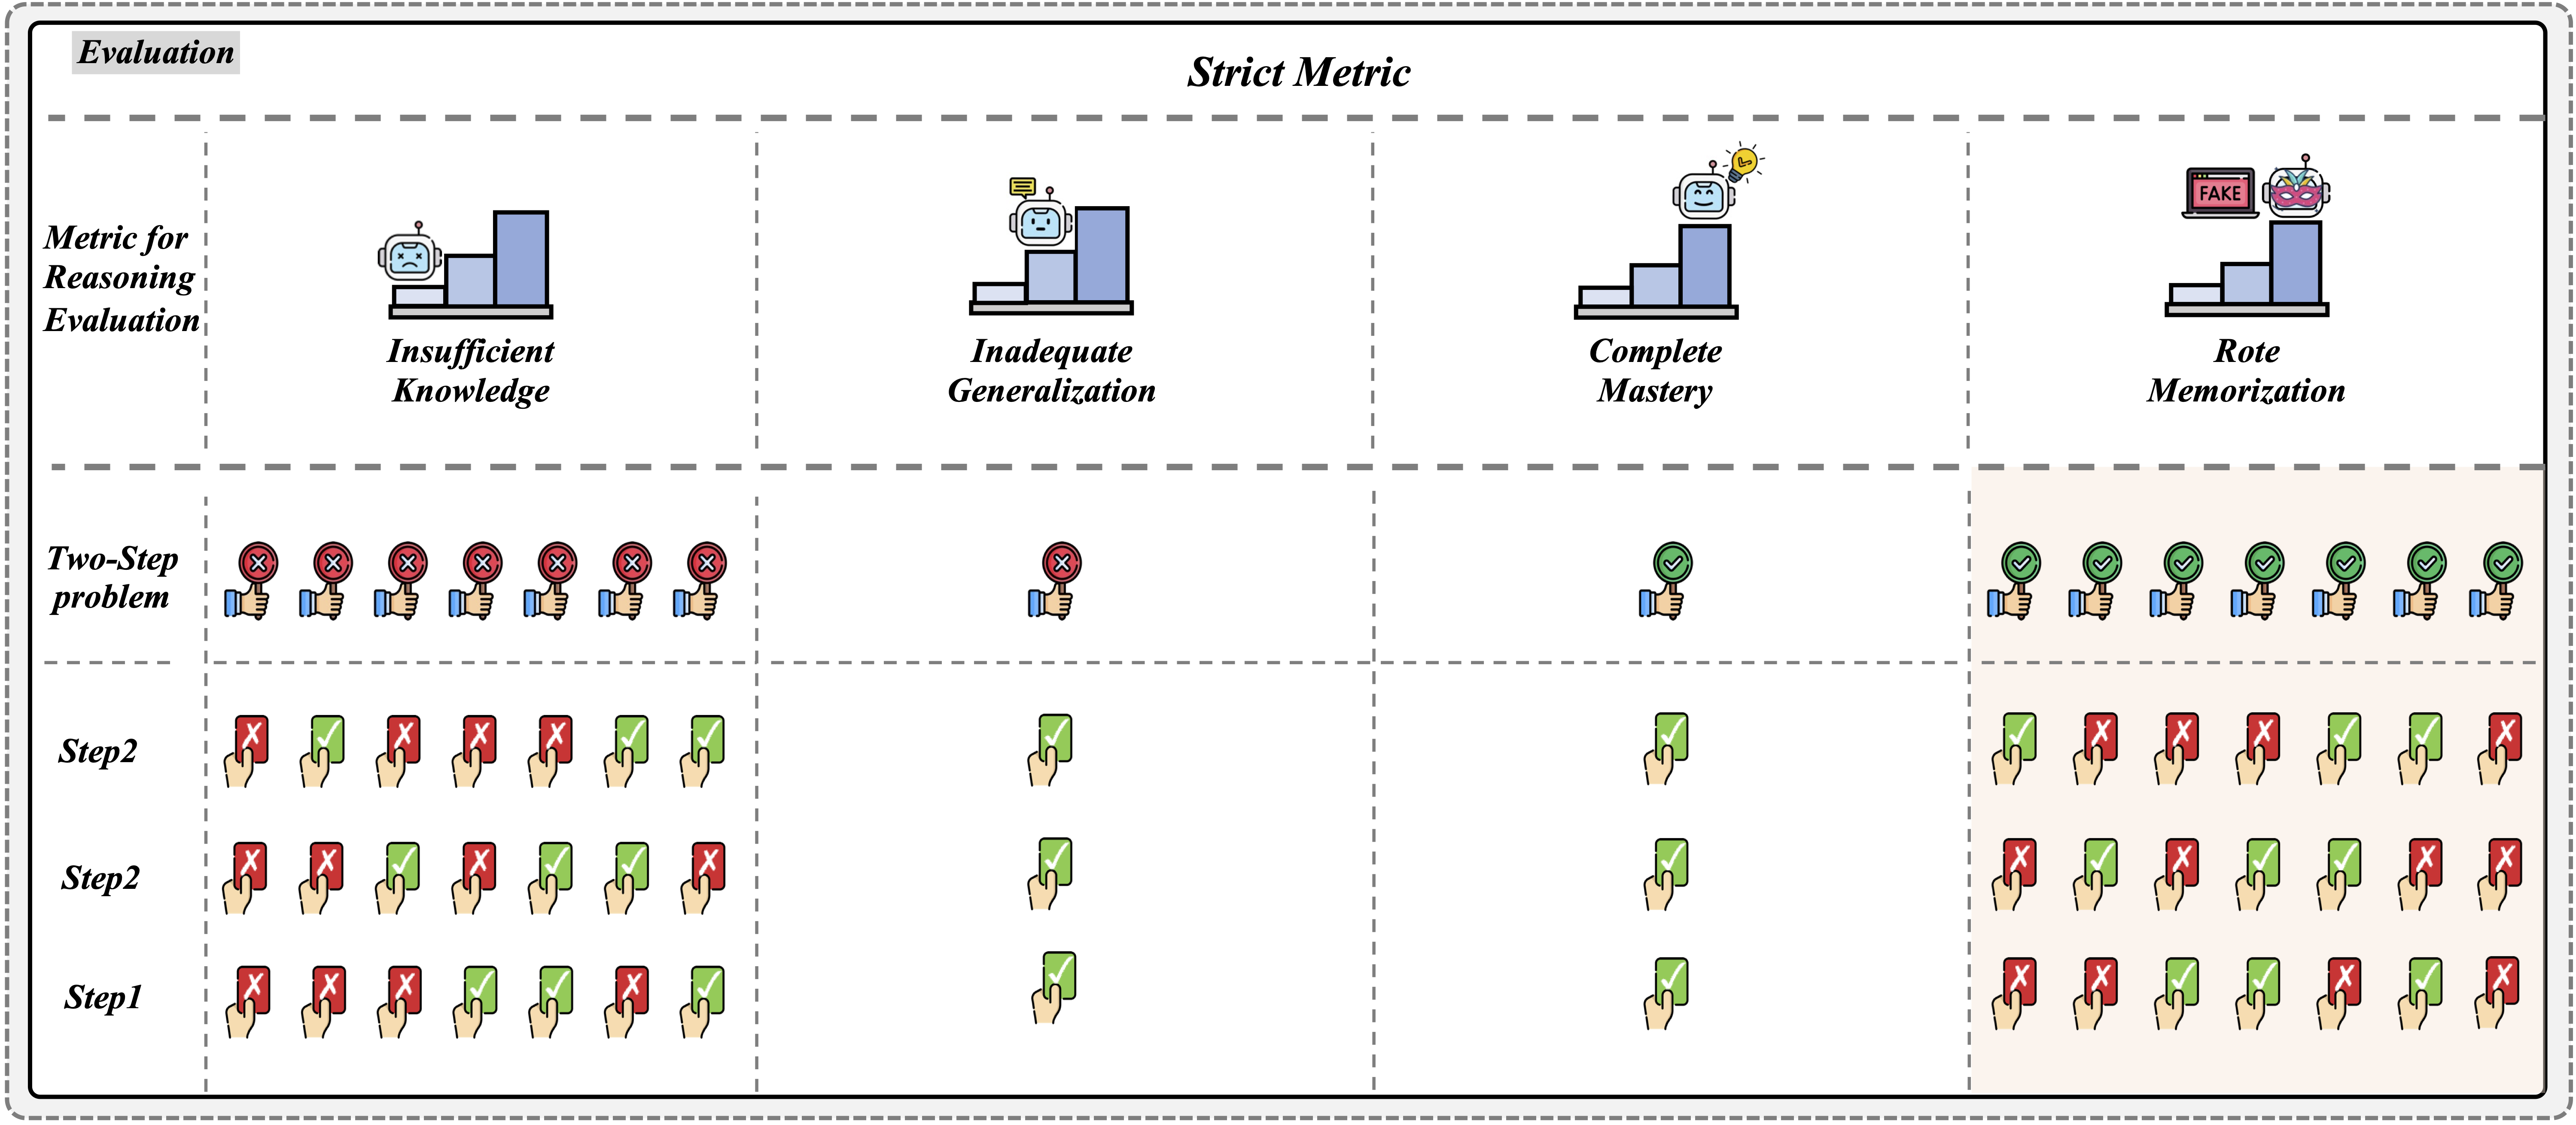 Evaluation
Strict Metric
Metric for
Reasoning
Evaluation
Insufficient
Knowledge
Inadequate
Generalization
Complete
Mastery
FAKE
Rote
Memorization
Two-Step
problem
Step2
Step2
Step1